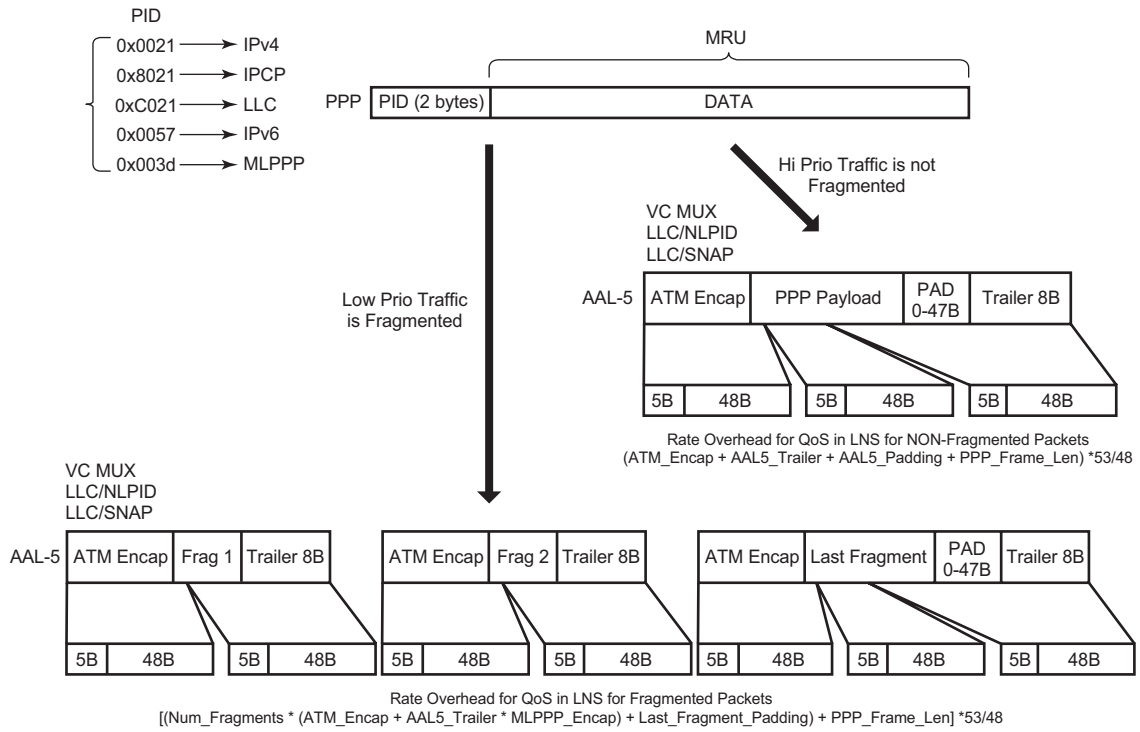 PID
0x0021 IPv4
0x8021 IPCP
0xC021 LLC
0x0057 IPv6
0x003d MLPPP
MRU
PPP PID (2 bytes) DATA
Hi Prio Traffic is not
Fragmented
Low Prio Traffic
is Fragmented
VC MUX
LLC/NLPID
LLC/SNAP
AAL-5 ATM Encap PPP Payload PAD 0-47B Trailer 8B
5B 48B 5B 48B 5B 48B
Rate Overhead for QoS in LNS for NON-Fragmented Packets
(ATM_Encap + AAL5_Trailer + AAL5_Padding + PPP_Frame_Len) *53/48
VC MUX
LLC/NLPID
LLC/SNAP
AAL-5 ATM Encap Frag 1 Trailer 8B ATM Encap Frag 2 Trailer 8B ATM Encap Last Fragment PAD 0-47B Trailer 8B
5B 48B 5B 48B 5B 48B 5B 48B 5B 48B 5B 48B 5B 48B
Rate Overhead for QoS in LNS for Fragmented Packets
[(Num_Fragments * (ATM_Encap + AAL5_Trailer * MLPPP_Encap) + Last_Fragment_Padding) + PPP_Frame_Len] *53/48